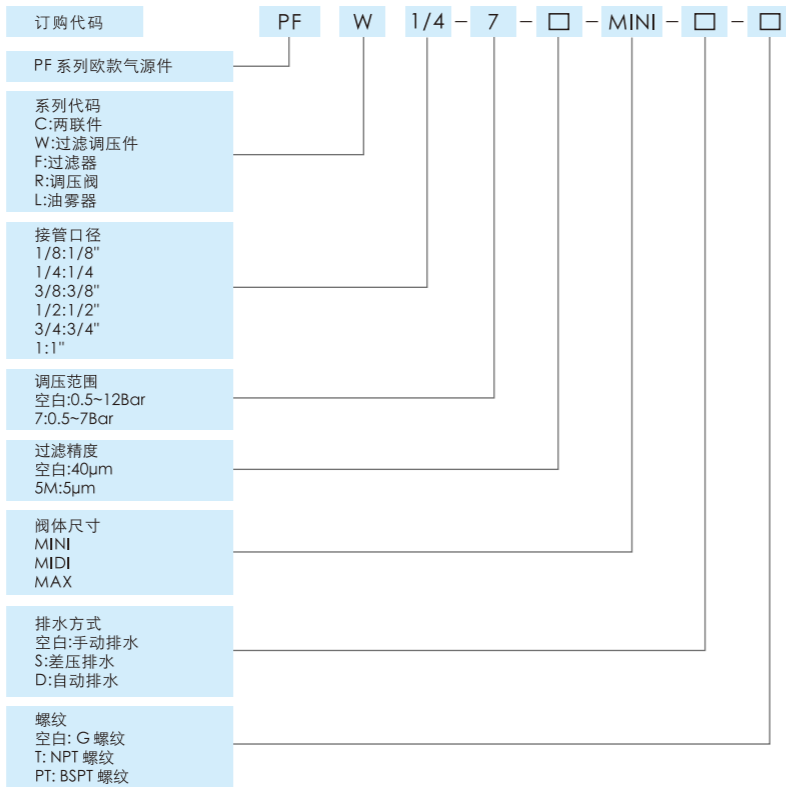 订购代码 PF W 1/4 - 7 - □ - MINI - □ - □
PF 系列欧款气源件
系列代码
C:两联件
W:过滤调压件
F:过滤器
R:调压阀
L:油雾器
接管口径
1/8:1/8"
1/4:1/4
3/8:3/8"
1/2:1/2"
3/4:3/4"
1:1"
调压范围
空白:0.5~12Bar
7:0.5~7Bar
过滤精度
空白:40μm
5M:5μm
阀体尺寸
MINI
MIDI
MAX
排水方式
空白:手动排水
S:差压排水
D:自动排水
螺纹
空白: G 螺纹
T: NPT 螺纹
PT: BSPT 螺纹